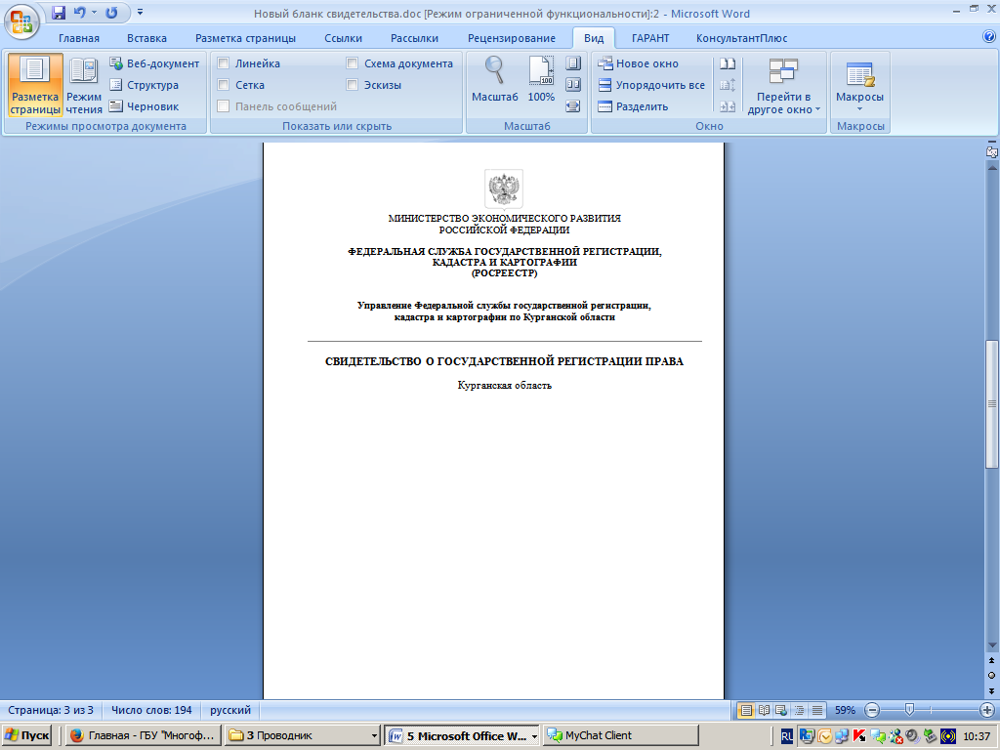 Новый бланк свидетельства.doc [Режим ограниченной функциональности]:2 - Microsoft Word
Главная Вставка Разметка страницы Ссылки Рассылки Рецензирование Вид ГАРАНТ КонсультантПлюс
Разметка страницы
Режим чтения
Веб-документ
Структура
Черновик
Режимы просмотра документа
Линейка
Сетка
Панель сообщений
Схема документа
Эскизы
Показать или скрыть
Масштаб
100%
Масштаб
Новое окно
Упорядочить все
Разделить
Перейти в другое окно
Окно
Макросы
Макросы
МИНИСТЕРСТВО ЭКОНОМИЧЕСКОГО РАЗВИТИЯ
РОССИЙСКОЙ ФЕДЕРАЦИИ
ФЕДЕРАЛЬНАЯ СЛУЖБА ГОСУДАРСТВЕННОЙ РЕГИСТРАЦИИ,
КАДАСТРА И КАРТОГРАФИИ
(РОСРЕЕСТР)
Управление Федеральной службы государственной регистрации,
кадастра и картографии по Курганской области
СВИДЕТЕЛЬСТВО О ГОСУДАРСТВЕННОЙ РЕГИСТРАЦИИ ПРАВА
Курганская область
Страница: 3 из 3 Число слов: 194 русский 59%
Пуск Главная - ГБУ "Многоф... 3 Проводник 5 Microsoft Office W... MyChat Client RL 10:37